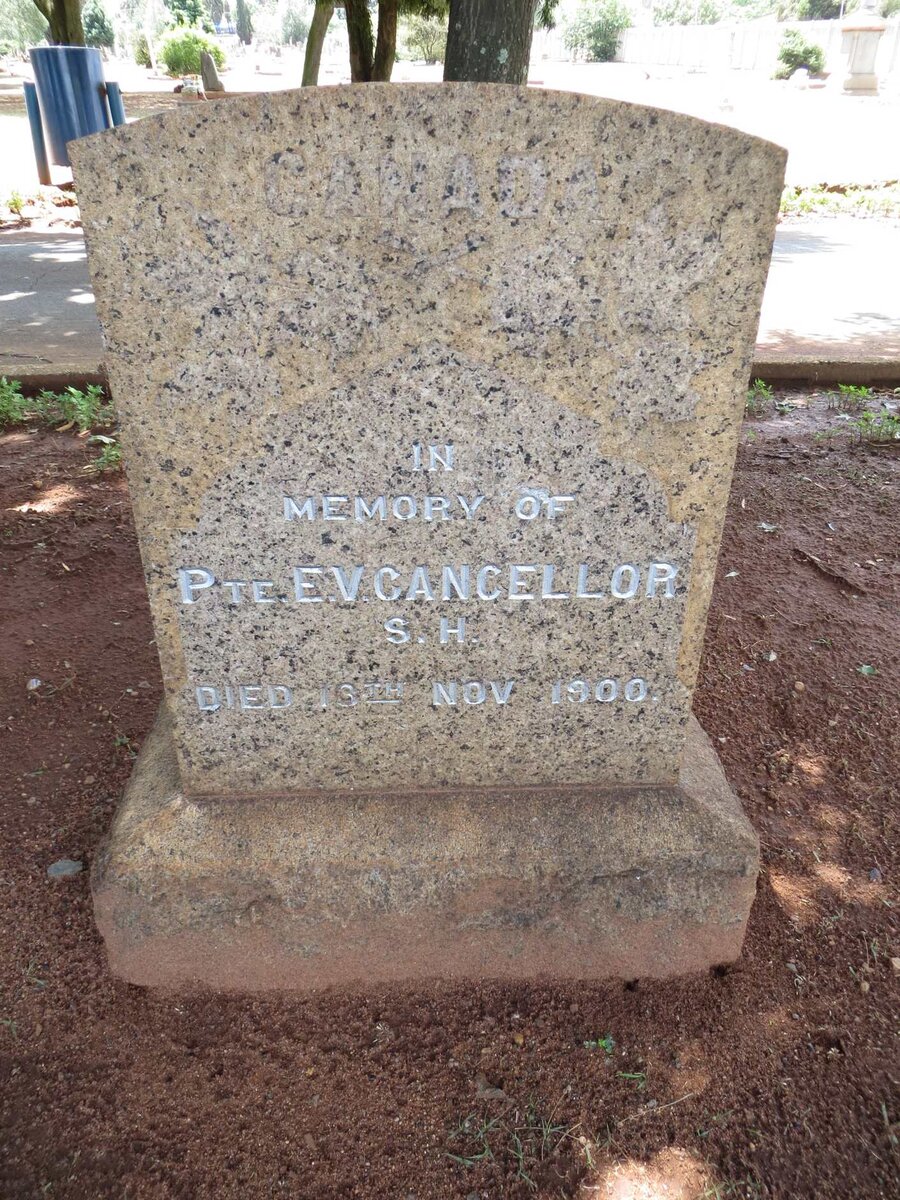 CANADA
IN
MEMORY OF
PTE. E.V. CANCELLOR
S. H.
DIED 13TH NOV 1900.